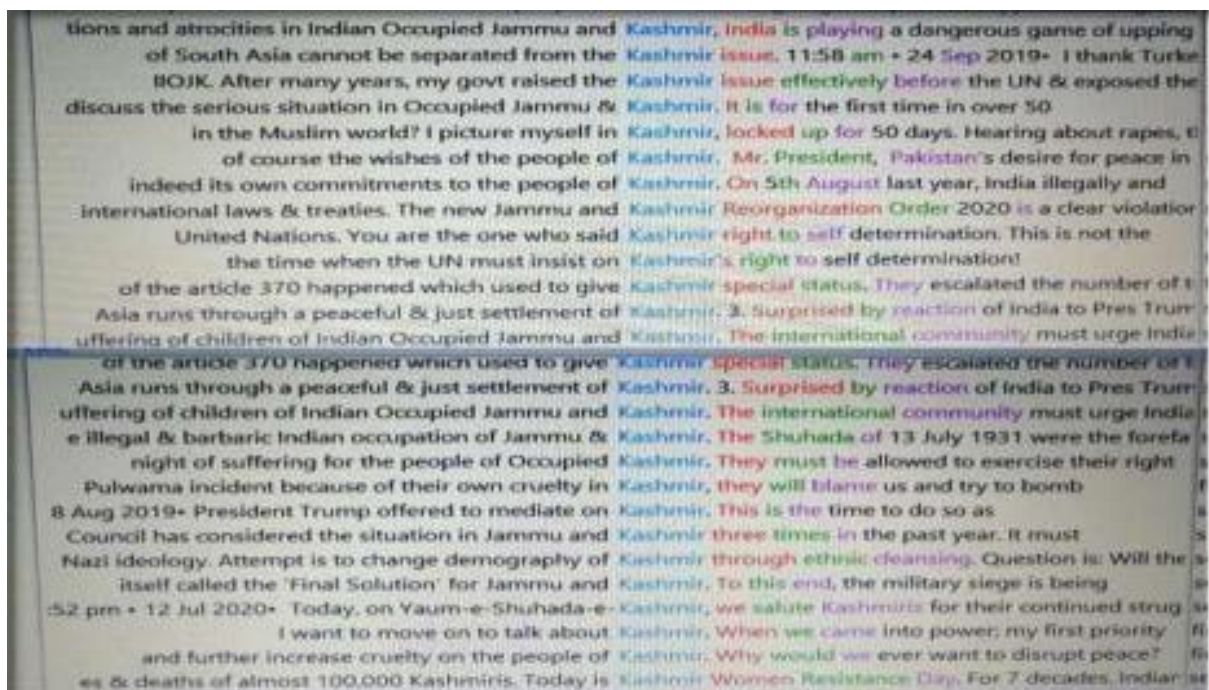 tions and atrocities in Indian Occupied Jammu and Kashmir, India is playing a dangerous game of upping
of South Asia cannot be separated from the Kashmir issue. 11:58 am • 24 Sep 2019• I thank Turke
IIOJK. After many years, my govt raised the Kashmir issue effectively before the UN & exposed the
discuss the serious situation in Occupied Jammu & Kashmir. It is for the first time in over 50
in the Muslim world? I picture myself in Kashmir, locked up for 50 days. Hearing about rapes, t
of course the wishes of the people of Kashmir. Mr. President, Pakistan's desire for peace in
indeed its own commitments to the people of Kashmir. On 5th August last year, India illegally and
international laws & treaties. The new Jammu and Kashmir Reorganization Order 2020 is a clear violation
United Nations. You are the one who said Kashmir right to self determination. This is not the
the time when the UN must insist on Kashmir's right to self determination!
of the article 370 happened which used to give Kashmir special status. They escalated the number of t
Asia runs through a peaceful & just settlement of Kashmir. 3. Surprised by reaction of India to Pres Trum
uffering of children of Indian Occupied Jammu and Kashmir. The international community must urge India
of the article 370 happened which used to give Kashmir special status. They escalated the number of t
Asia runs through a peaceful & just settlement of Kashmir. 3. Surprised by reaction of India to Pres Trum
uffering of children of Indian Occupied Jammu and Kashmir. The international community must urge India
e illegal & barbaric Indian occupation of Jammu & Kashmir. The Shuhada of 13 July 1931 were the forefa
night of suffering for the people of Occupied Kashmir. They must be allowed to exercise their right
Pulwama incident because of their own cruelty in Kashmir, they will blame us and try to bomb
8 Aug 2019• President Trump offered to mediate on Kashmir. This is the time to do so as
Council has considered the situation in Jammu and Kashmir three times in the past year. It must
Nazi ideology. Attempt is to change demography of Kashmir through ethnic cleansing. Question is: Will the
itself called the 'Final Solution' for Jammu and Kashmir. To this end, the military siege is being
:52 pm • 12 Jul 2020• Today, on Yaum-e-Shuhada-e-Kashmir, we salute Kashmiris for their continued strug
I want to move on to talk about Kashmir. When we came into power, my first priority
and further increase cruelty on the people of Kashmir. Why would we ever want to disrupt peace?
es & deaths of almost 100,000 Kashmiris. Today is Kashmir Women Resistance Day. For 7 decades, Indian